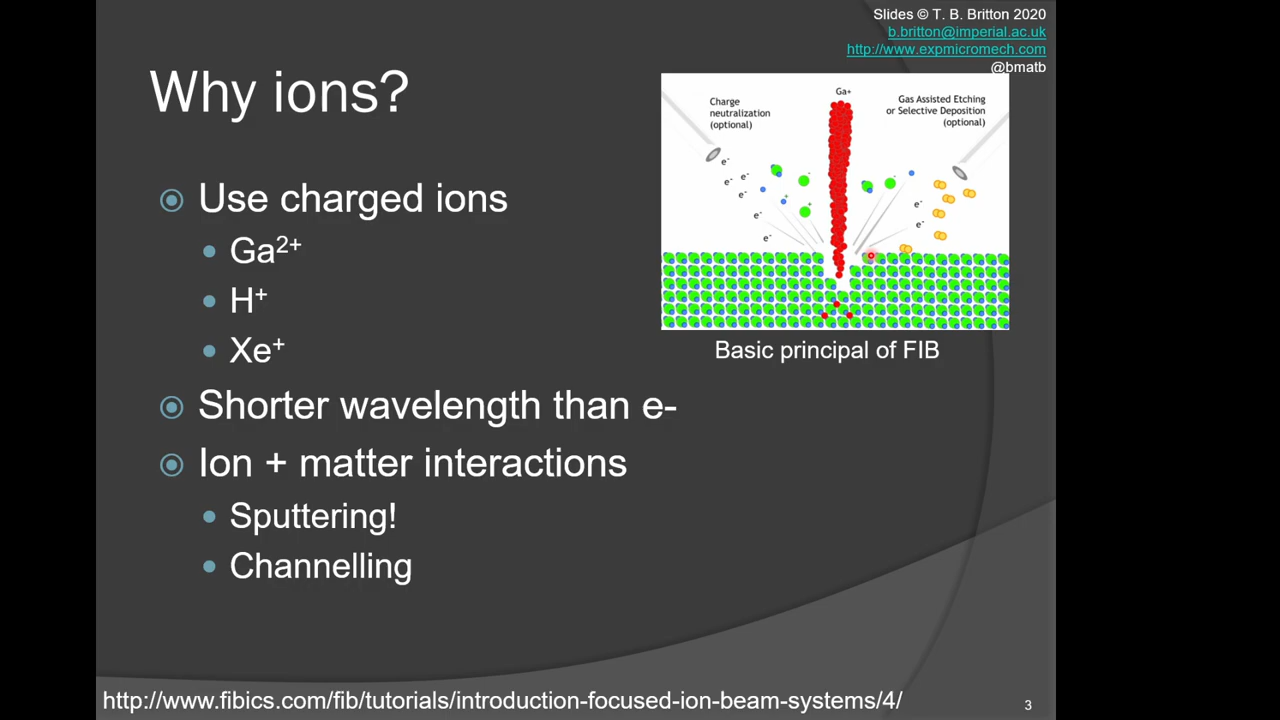 Slides © T. B. Britton 2020
b.britton@imperial.ac.uk
http://www.expmicromech.com
@bmatb
Why ions?
Use charged ions
Ga²⁺
H⁺
Xe⁺
Shorter wavelength than e-
Ion + matter interactions
Sputtering!
Channelling
Ga+
Charge
neutralization
(optional)
Gas Assisted Etching
or Selective Deposition
(optional)
e⁻
e⁻
e⁻
e⁻
e⁻
e⁻
e⁻
e⁻
Basic principal of FIB
http://www.fibics.com/fib/tutorials/introduction-focused-ion-beam-systems/4/
3